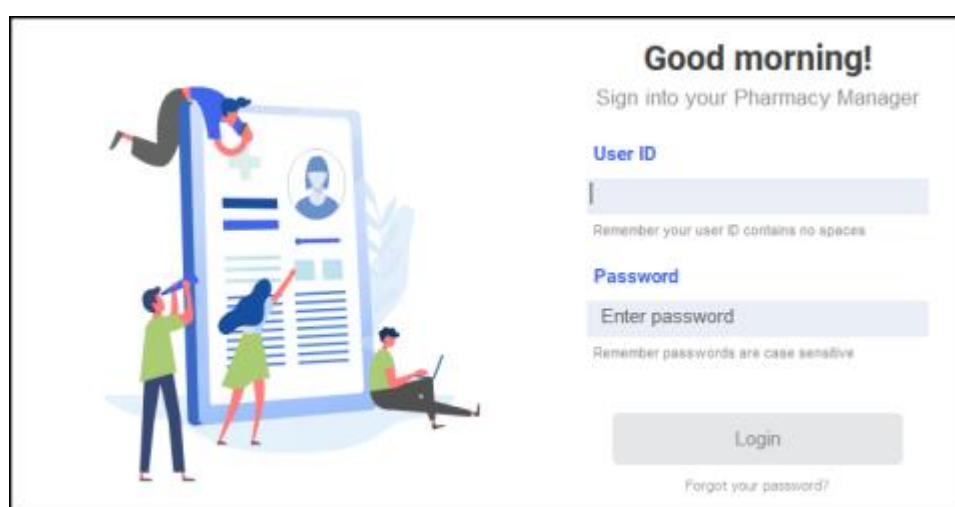 Good morning!
Sign into your Pharmacy Manager
User ID
Remember your user ID contains no spaces
Password
Enter password
Remember passwords are case sensitive
Login
Forgot your password?